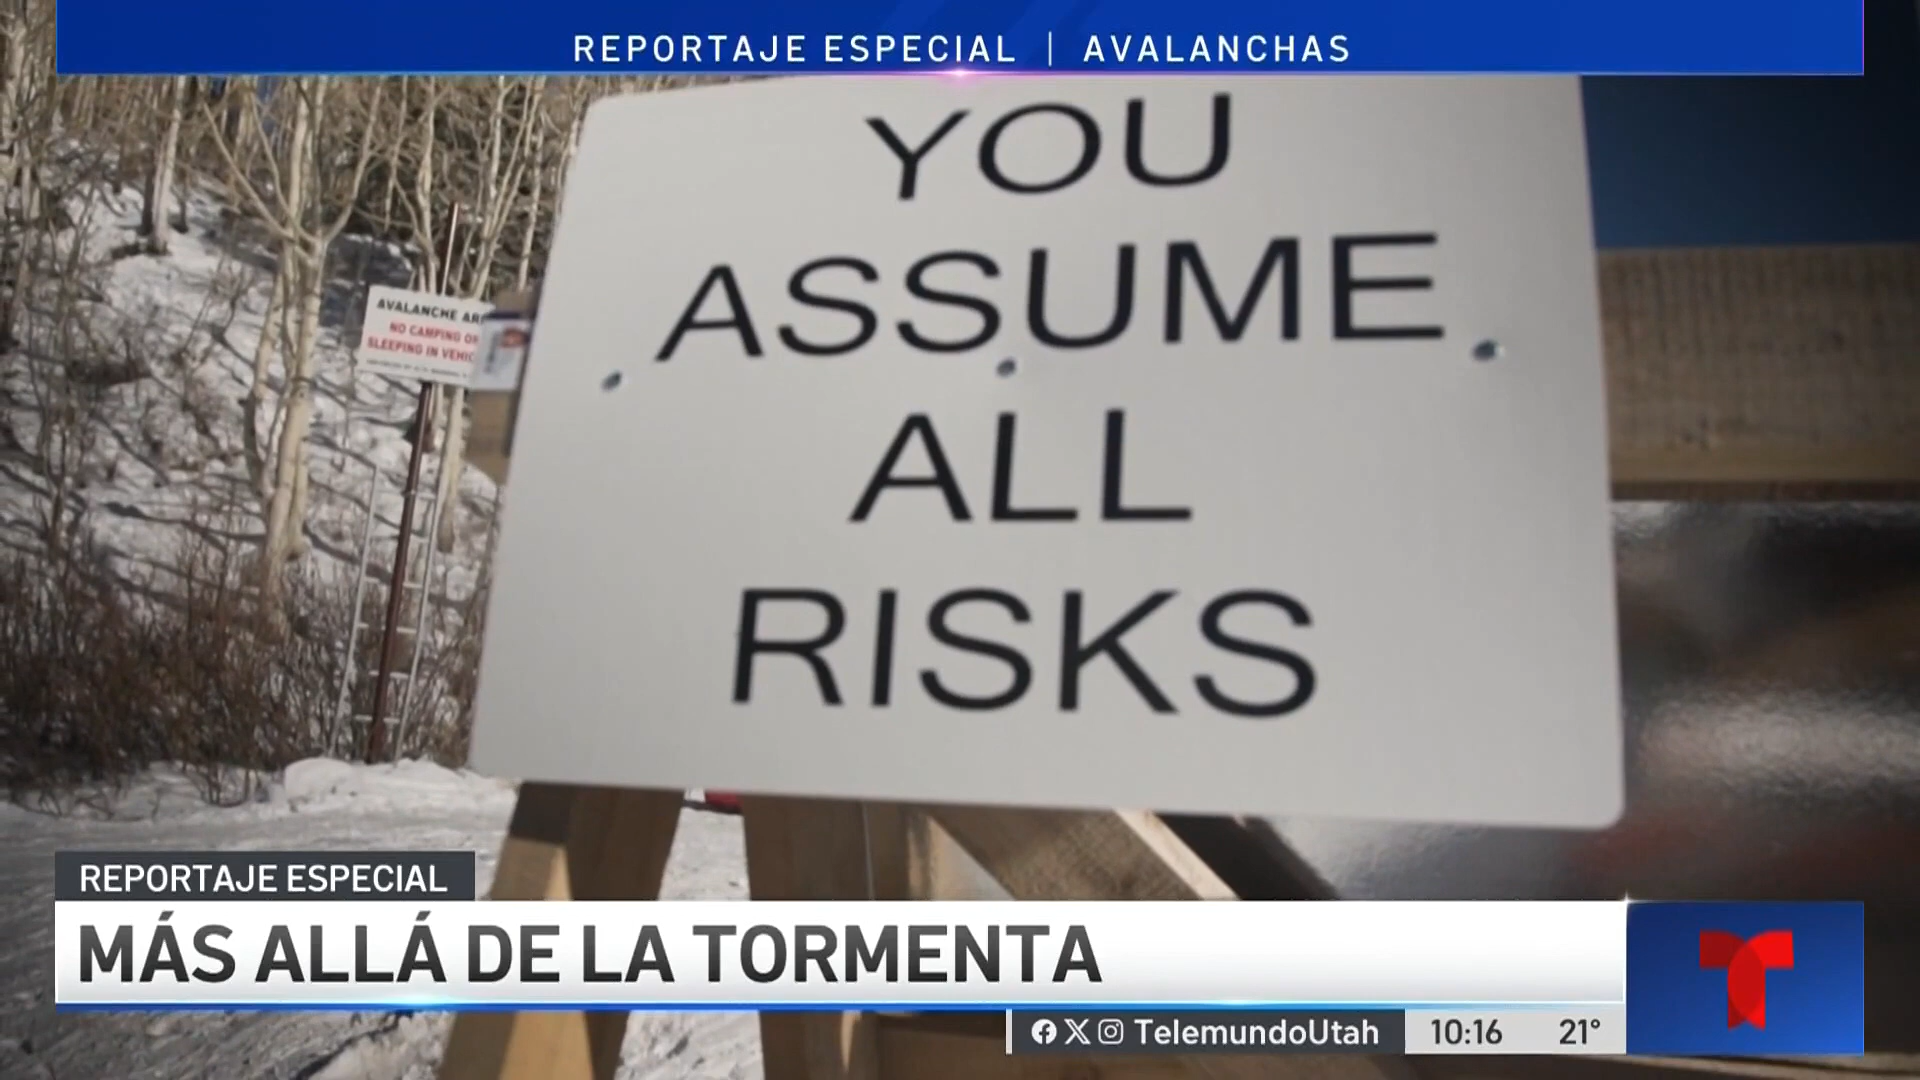 REPORTAJE ESPECIAL | AVALANCHAS
YOU
ASSUME
ALL
RISKS
AVALANCHE
NO CAMPING
SLEEPING IN
REPORTAJE ESPECIAL
MÁS ALLÁ DE LA TORMENTA
TelemundoUtah 10:16 21°